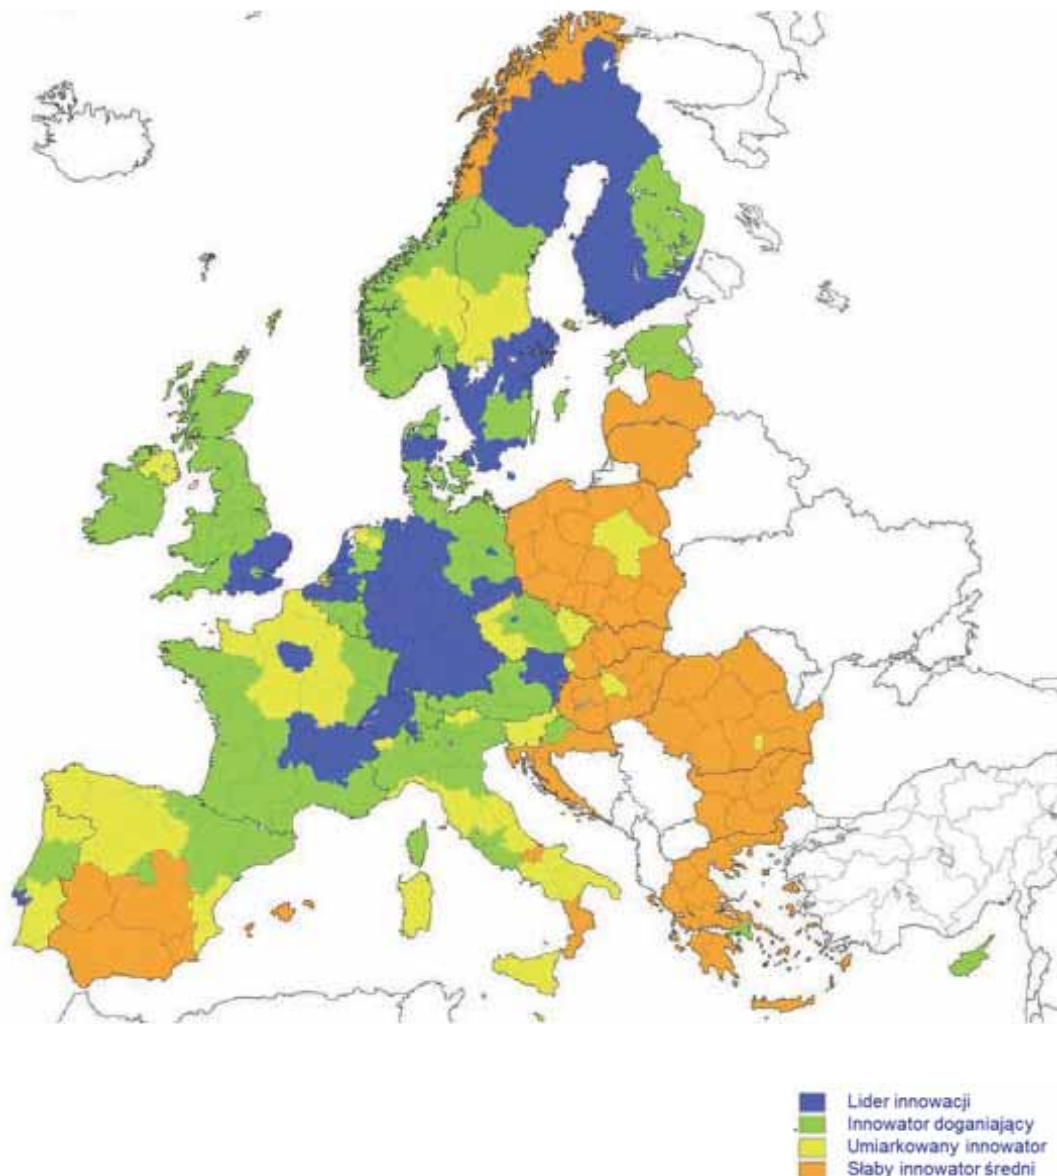 Lider innowacji
Innowator doganiający
Umiarkowany innowator
Słaby innowator średni